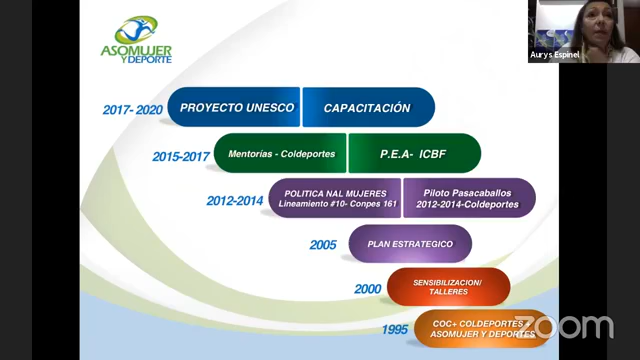 ASOMUJER
Y DEPORTE
Aurys Espinel
2017- 2020
PROYECTO UNESCO
CAPACITACIÓN
2015-2017
Mentorías - Coldeportes
P.E.A- ICBF
2012-2014
POLITICA NAL MUJERES
Lineamiento #10- Conpes 161
Piloto Pasacaballos
2012-2014-Coldeportes
2005
PLAN ESTRATEGICO
2000
SENSIBILIZACION/
TALLERES
1995
COC+ COLDEPORTES +
ASOMUJER Y DEPORTES
zoom